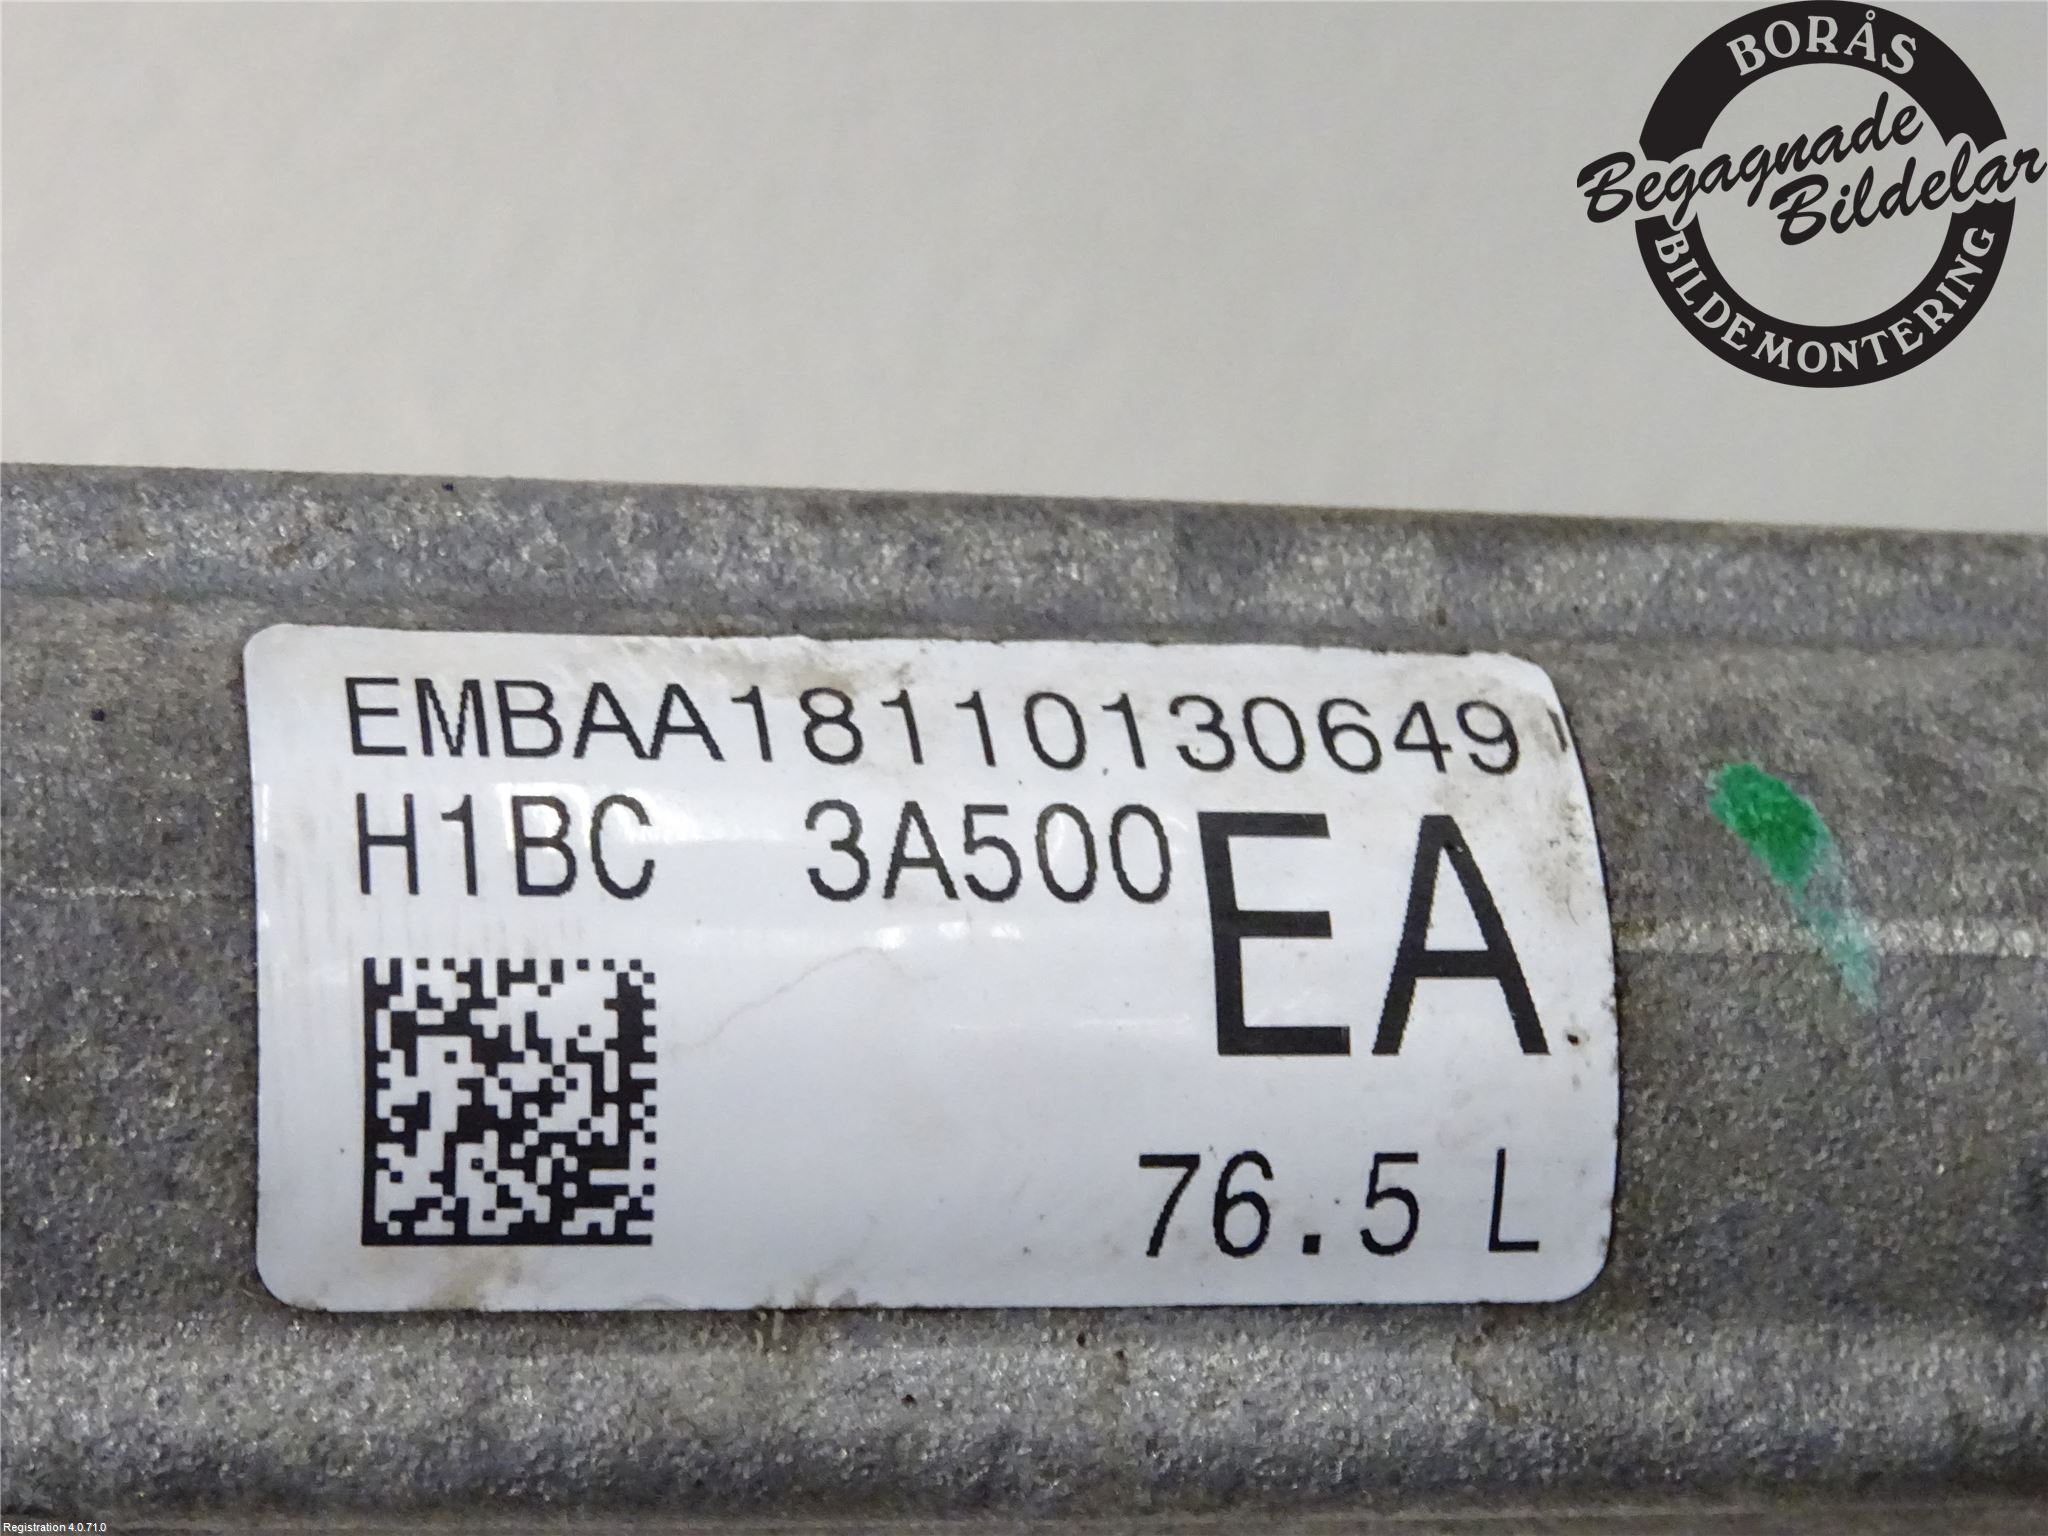 BORÅS
Begagnade
Bildelar
BILDEMONTERING
EMBAA18110130649
H1BC 3A500 EA
76.5 L
Registration 4.0.71.0